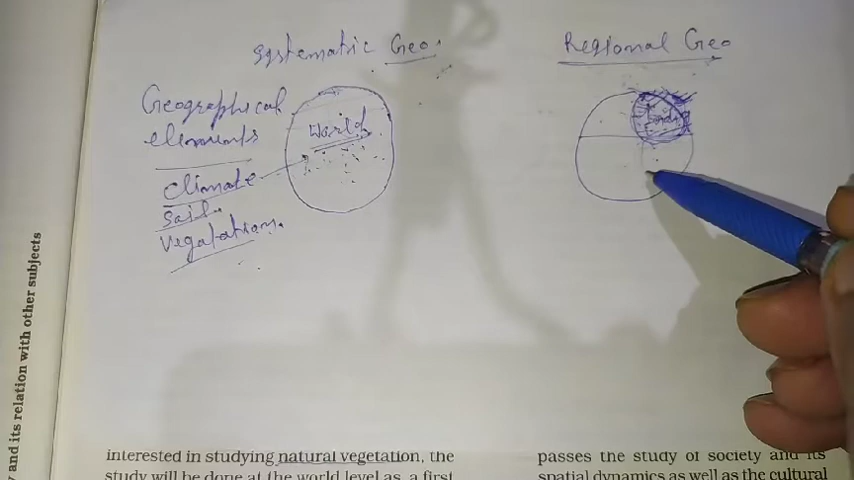 Systematric Geo.
Regional Geo
Geographical
elements
World
climate
Soil.
vegatation.
y and its relation with other subjects
interested in studying natural vegetation, the
study will be done at the world level as, a first
passes the study of society and its
spatial dynamics as well as the cultural